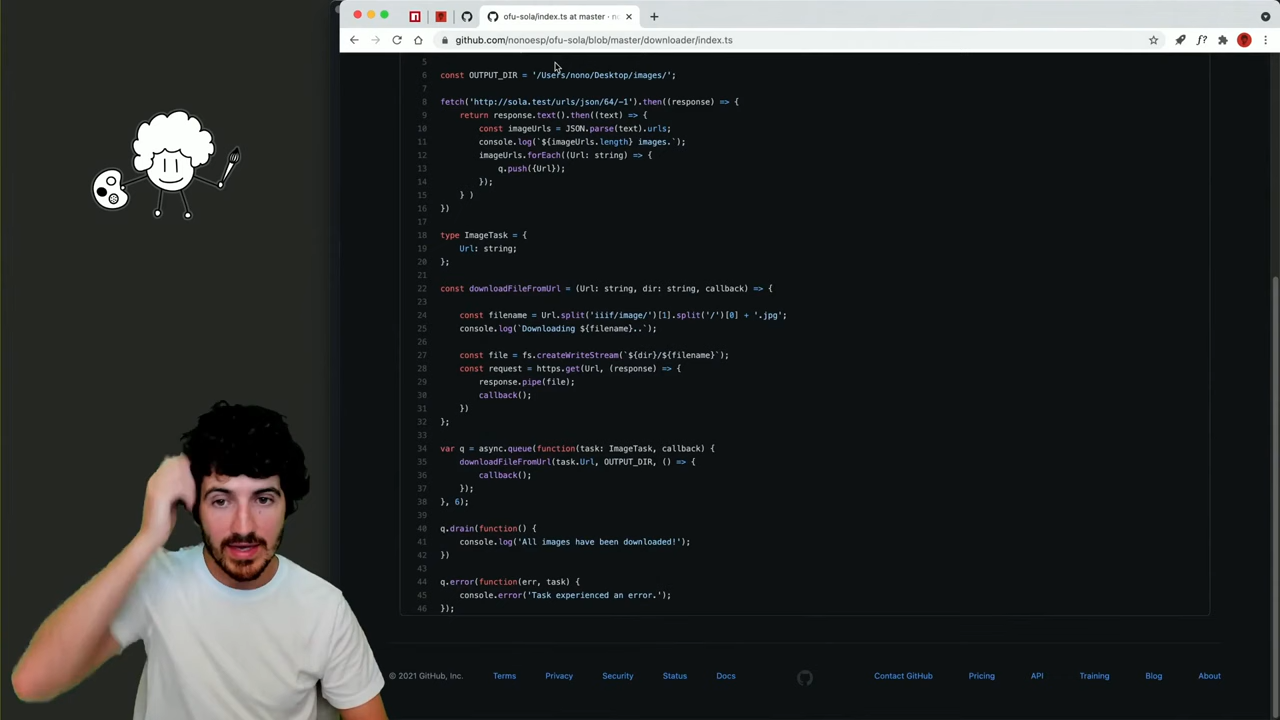 ofu-sola/index.ts at master · no
github.com/nonoesp/ofu-sola/blob/master/downloader/index.ts
5
6 const OUTPUT_DIR = '/Users/nono/Desktop/images/';
7
8 fetch('http://sola.test/urls/json/64/-1').then((response) => {
9 return response.text().then((text) => {
10 const imageUrls = JSON.parse(text).urls;
11 console.log(`${imageUrls.length} images.`);
12 imageUrls.forEach((Url: string) => {
13 q.push({Url});
14 });
15 } )
16 })
17
18 type ImageTask = {
19 Url: string;
20 };
21
22 const downloadFileFromUrl = (Url: string, dir: string, callback) => {
23
24 const filename = Url.split('iiif/image/')[1].split('/')[0] + '.jpg';
25 console.log(`Downloading ${filename}..`);
26
27 const file = fs.createWriteStream(`${dir}/${filename}`);
28 const request = https.get(Url, (response) => {
29 response.pipe(file);
30 callback();
31 })
32 };
33
34 var q = async.queue(function(task: ImageTask, callback) {
35 downloadFileFromUrl(task.Url, OUTPUT_DIR, () => {
36 callback();
37 });
38 }, 6);
39
40 q.drain(function() {
41 console.log('All images have been downloaded!');
42 })
43
44 q.error(function(err, task) {
45 console.error('Task experienced an error.');
46 });
© 2021 GitHub, Inc. Terms Privacy Security Status Docs Contact GitHub Pricing API Training Blog About